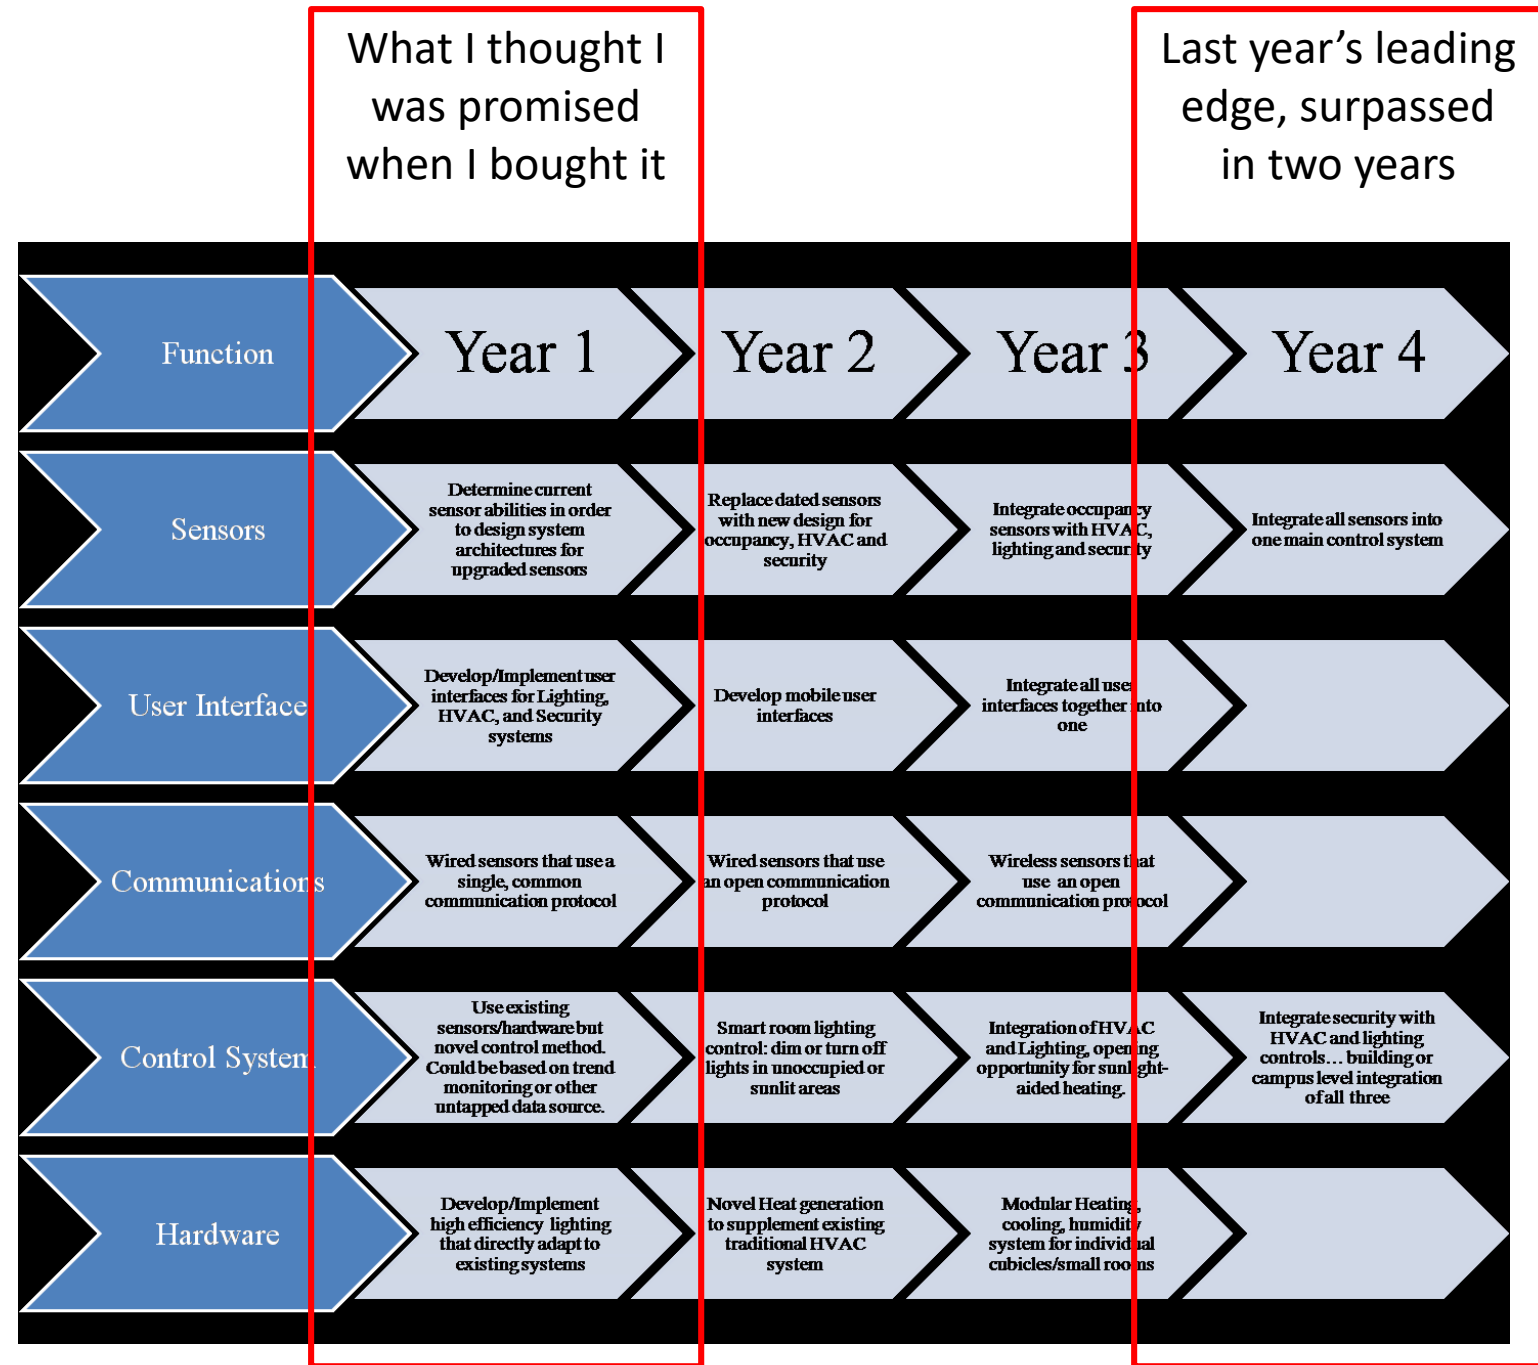 What I thought I
was promised
when I bought it
Last year’s leading
edge, surpassed
in two years
Function
Year 1
Year 2
Year 3
Year 4
Sensors
Determine current
sensor abilities in order
to design system
architectures for
upgraded sensors
Replace dated sensors
with new design for
occupancy, HVAC and
security
Integrate occupancy
sensors with HVAC,
lighting and security
Integrate all sensors into
one main control system
User Interface
Develop/Implement user
interfaces for Lighting,
HVAC, and Security
systems
Develop mobile user
interfaces
Integrate all user
interfaces together into
one
Communications
Wired sensors that use a
single, common
communication protocol
Wired sensors that use
an open communication
protocol
Wireless sensors that
use an open
communication protocol
Control System
Use existing
sensors/hardware but
novel control method.
Could be based on trend
monitoring or other
untapped data source.
Smart room lighting
control: dim or turn off
lights in unoccupied or
sunlit areas
Integration of HVAC
and Lighting, opening
opportunity for sunlight-
aided heating.
Integrate security with
HVAC and lighting
controls… building or
campus level integration
of all three
Hardware
Develop/Implement
high efficiency lighting
that directly adapt to
existing systems
Novel Heat generation
to supplement existing
traditional HVAC
system
Modular Heating,
cooling, humidity
system for individual
cubicles/small rooms